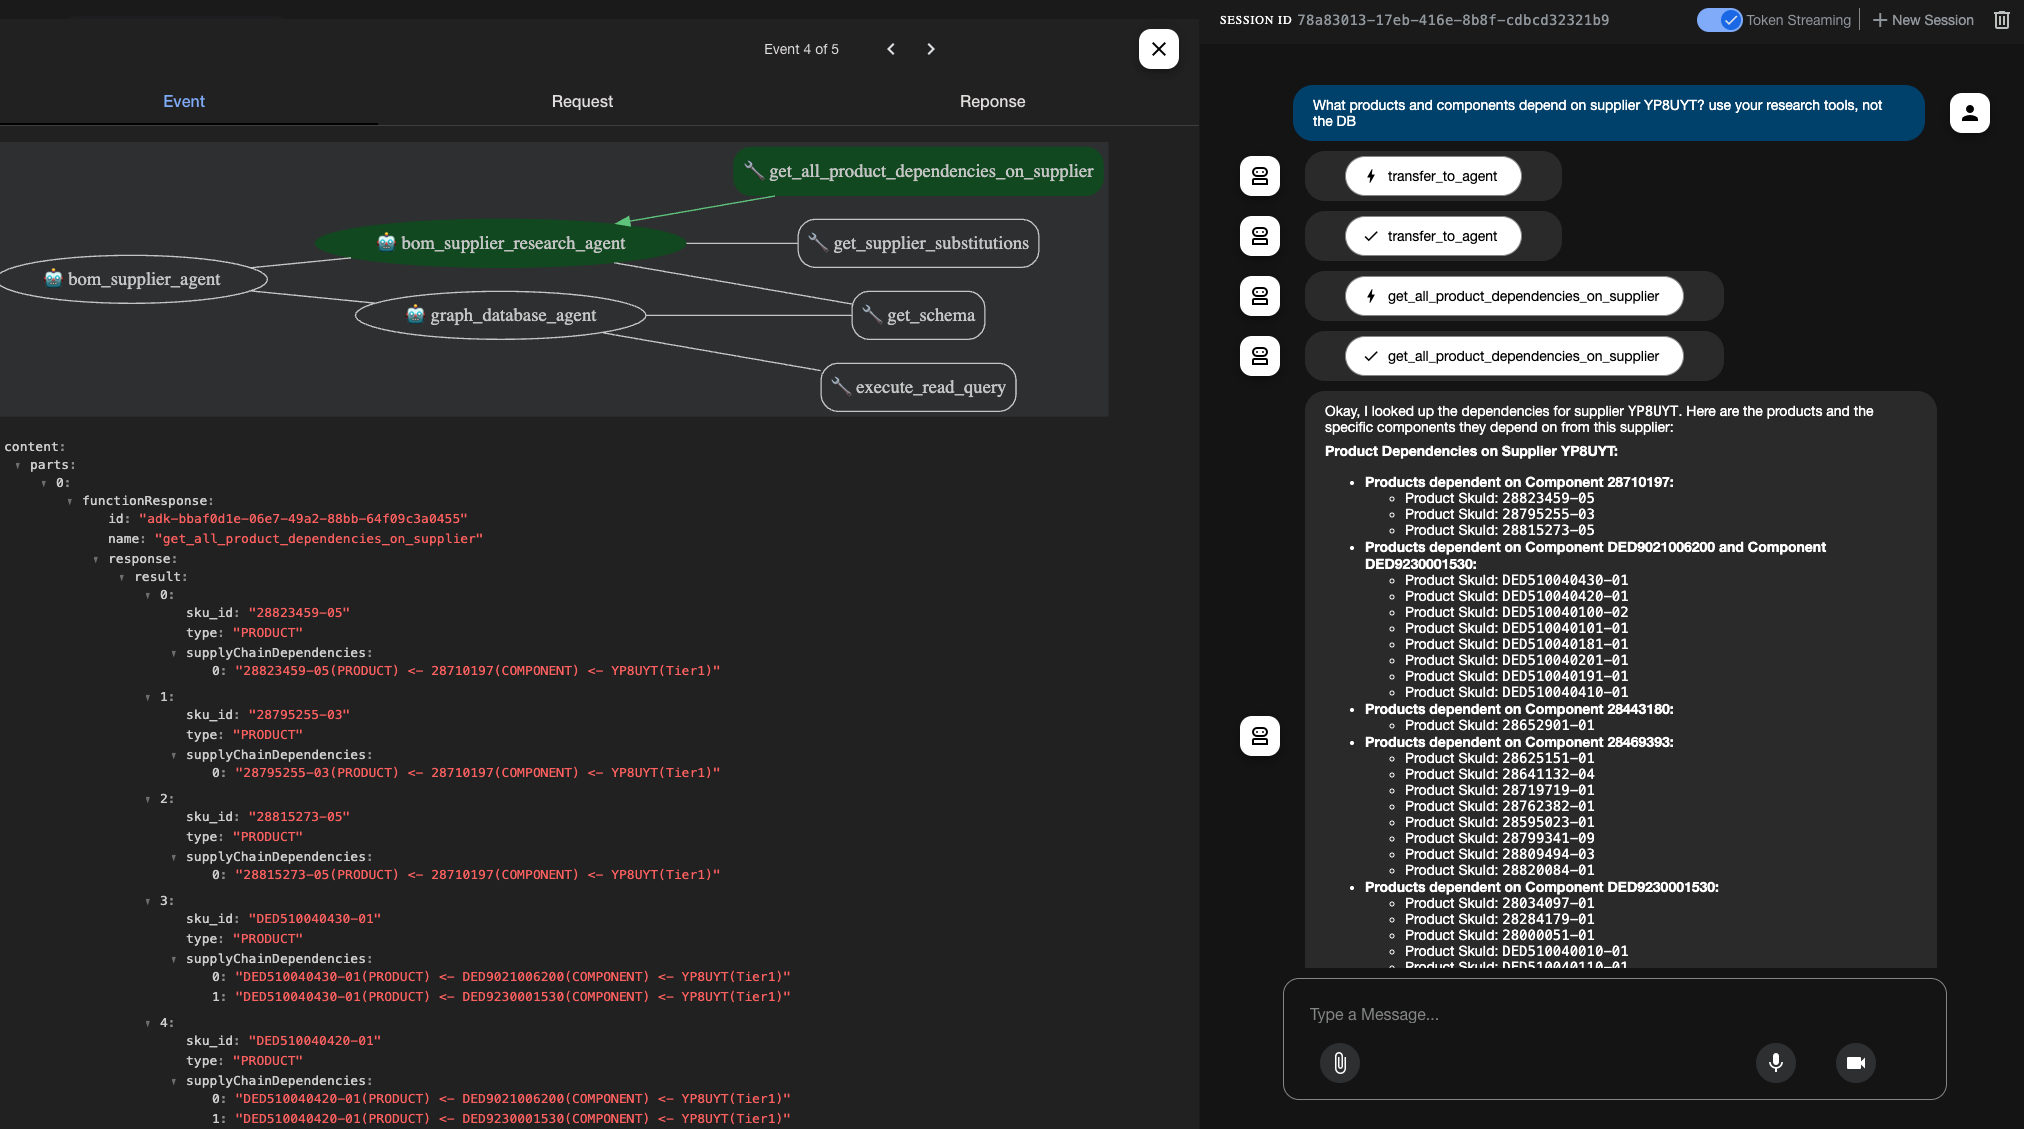 Event 4 of 5
Event
Request
Reponse
get_all_product_dependencies_on_supplier
bom_supplier_research_agent
get_supplier_substitutions
bom_supplier_agent
graph_database_agent
get_schema
execute_read_query
content:
parts:
0:
functionResponse:
id: "adk-bbaf0d1e-06e7-49a2-88bb-64f09c3a0455"
name: "get_all_product_dependencies_on_supplier"
response:
result:
0:
sku_id: "28823459-05"
type: "PRODUCT"
supplyChainDependencies:
0: "28823459-05(PRODUCT) <- 28710197(COMPONENT) <- YP8UYT(Tier1)"
1:
sku_id: "28795255-03"
type: "PRODUCT"
supplyChainDependencies:
0: "28795255-03(PRODUCT) <- 28710197(COMPONENT) <- YP8UYT(Tier1)"
2:
sku_id: "28815273-05"
type: "PRODUCT"
supplyChainDependencies:
0: "28815273-05(PRODUCT) <- 28710197(COMPONENT) <- YP8UYT(Tier1)"
3:
sku_id: "DED510040430-01"
type: "PRODUCT"
supplyChainDependencies:
0: "DED510040430-01(PRODUCT) <- DED9021006200(COMPONENT) <- YP8UYT(Tier1)"
1: "DED510040430-01(PRODUCT) <- DED9230001530(COMPONENT) <- YP8UYT(Tier1)"
4:
sku_id: "DED510040420-01"
type: "PRODUCT"
supplyChainDependencies:
0: "DED510040420-01(PRODUCT) <- DED9021006200(COMPONENT) <- YP8UYT(Tier1)"
1: "DED510040420-01(PRODUCT) <- DED9230001530(COMPONENT) <- YP8UYT(Tier1)"
SESSION ID 78a83013-17eb-416e-8b8f-cdbcd32321b9
Token Streaming
New Session
What products and components depend on supplier YP8UYT? use your research tools, not
the DB
transfer_to_agent
transfer_to_agent
get_all_product_dependencies_on_supplier
get_all_product_dependencies_on_supplier
Okay, I looked up the dependencies for supplier YP8UYT. Here are the products and the
specific components they depend on from this supplier:
Product Dependencies on Supplier YP8UYT:
• Products dependent on Component 28710197:
◦ Product SkuId: 28823459-05
◦ Product SkuId: 28795255-03
◦ Product SkuId: 28815273-05
• Products dependent on Component DED9021006200 and Component
DED9230001530:
◦ Product SkuId: DED510040430-01
◦ Product SkuId: DED510040420-01
◦ Product SkuId: DED510040100-02
◦ Product SkuId: DED510040101-01
◦ Product SkuId: DED510040181-01
◦ Product SkuId: DED510040201-01
◦ Product SkuId: DED510040191-01
◦ Product SkuId: DED510040410-01
• Products dependent on Component 28443180:
◦ Product SkuId: 28652901-01
• Products dependent on Component 28469393:
◦ Product SkuId: 28625151-01
◦ Product SkuId: 28641132-04
◦ Product SkuId: 28719719-01
◦ Product SkuId: 28762382-01
◦ Product SkuId: 28595023-01
◦ Product SkuId: 28799341-09
◦ Product SkuId: 28809494-03
◦ Product SkuId: 28820084-01
• Products dependent on Component DED9230001530:
◦ Product SkuId: 28034097-01
◦ Product SkuId: 28284179-01
◦ Product SkuId: 28000051-01
◦ Product SkuId: DED510040010-01
◦ Product SkuId: DED510040110-01
Type a Message...